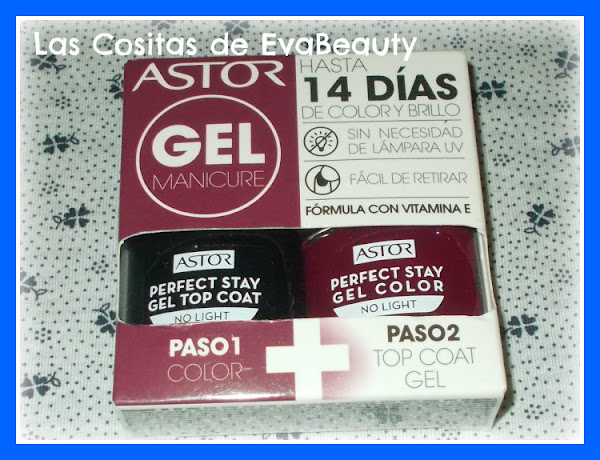 Las Cositas de EvaBeauty
ASTOR
GEL
MANICURE
HASTA
14 DÍAS
DE COLOR Y BRILLO
SIN NECESIDAD
DE LÁMPARA UV
FÁCIL DE RETIRAR
FÓRMULA CON VITAMINA E
ASTOR
PERFECT STAY
GEL TOP COAT
NO LIGHT
ASTOR
PERFECT STAY
GEL COLOR
NO LIGHT
PASO1
COLOR
PASO2
TOP COAT
GEL